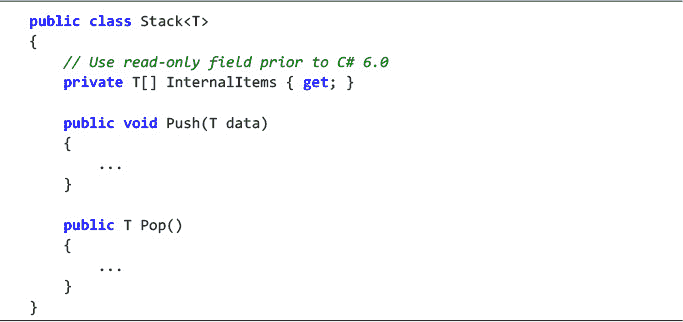 public class Stack<T>
{
    // Use read-only field prior to C# 6.0
    private T[] InternalItems { get; }

    public void Push(T data)
    {
        ...
    }

    public T Pop()
    {
        ...
    }
}